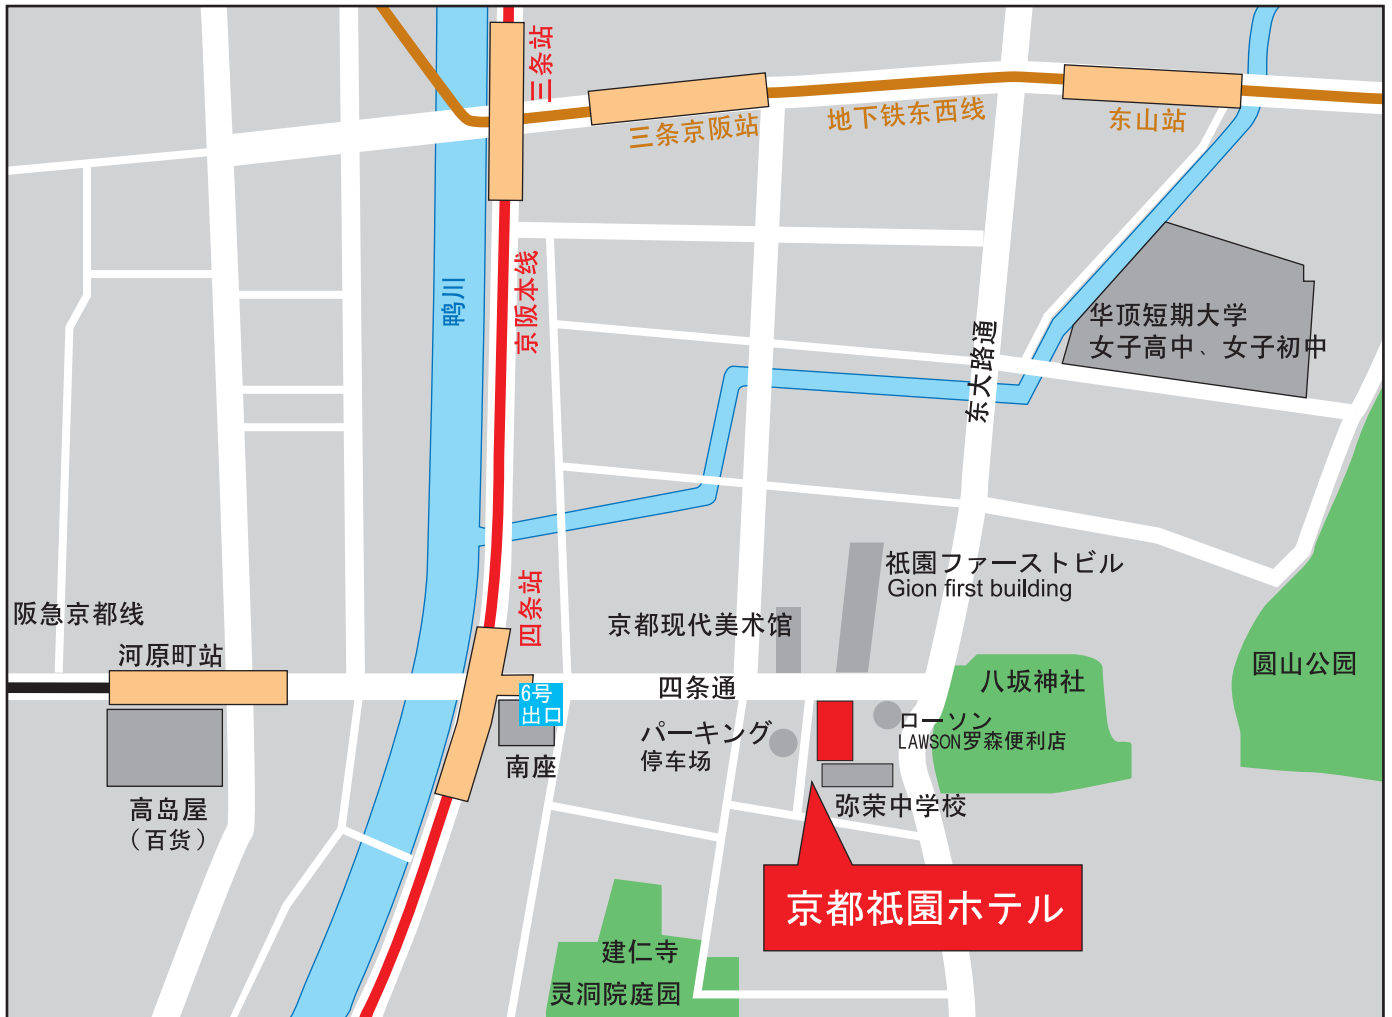 三条站
三条京阪站
地下铁东西线
东山站
鸭川
京阪本线
东大路通
华顶短期大学
女子高中、女子初中
四条站
祇園ファーストビル
Gion first building
阪急京都线
河原町站
京都现代美术馆
四条通
6号
出口
八坂神社
圆山公园
パーキング
停车场
ローソン
LAWSON罗森便利店
南座
高岛屋
（百货）
弥荣中学校
京都祇園ホテル
建仁寺
灵洞院庭园